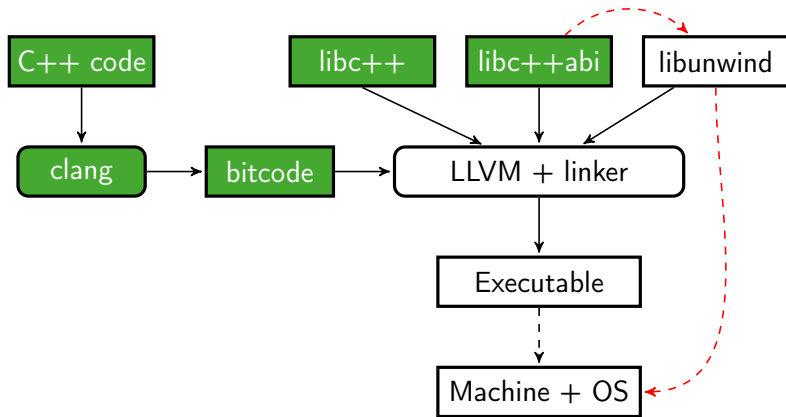 C++ code
libc++
libc++abi
libunwind
clang
bitcode
LLVM + linker
Executable
Machine + OS